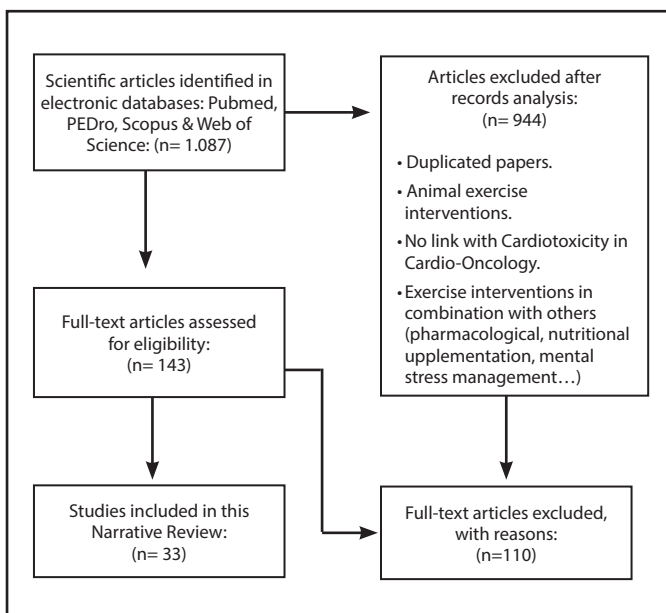 Scientific articles identified in
electronic databases: Pubmed,
PEDro, Scopus & Web of
Science: (n= 1.087)
Articles excluded after
records analysis:
(n= 944)
• Duplicated papers.
• Animal exercise
interventions.
• No link with Cardiotoxicity in
Cardio-Oncology.
• Exercise interventions in
combination with others
(pharmacological, nutritional
upplementation, mental
stress management…)
Full-text articles assessed
for eligibility:
(n= 143)
Studies included in this
Narrative Review:
(n= 33)
Full-text articles excluded,
with reasons:
(n=110)